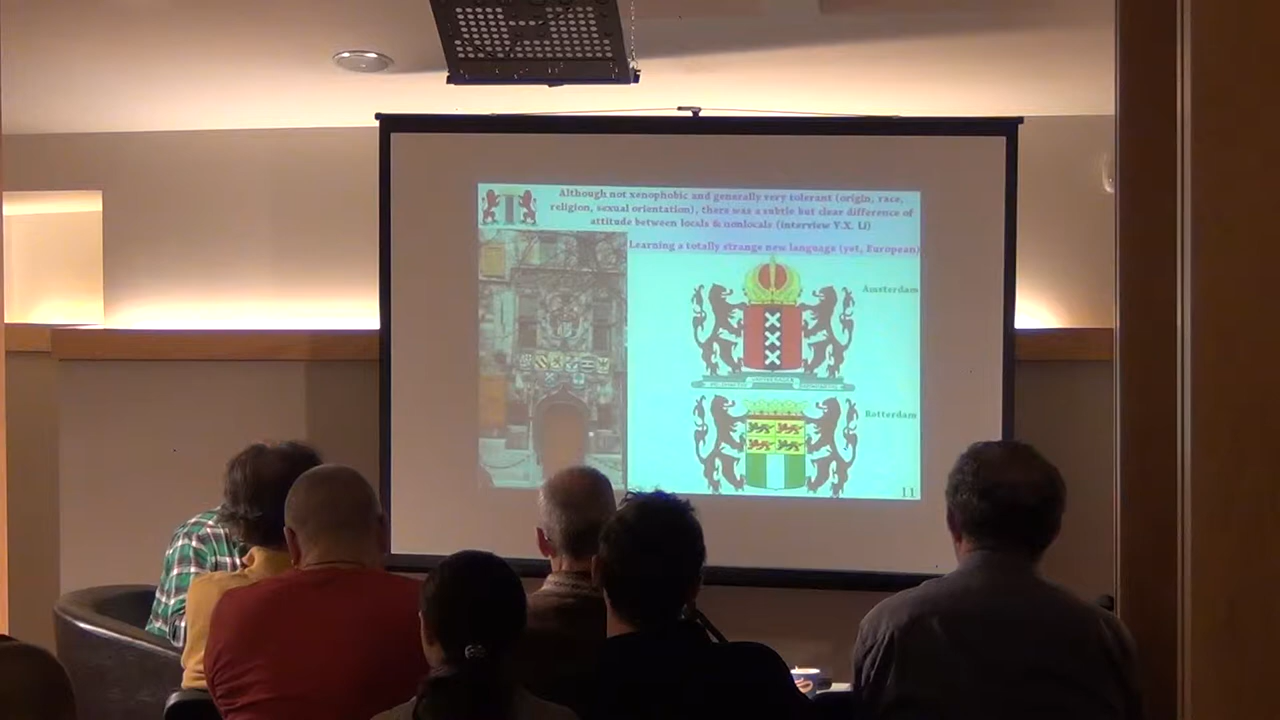 Although not xenophobic and generally very tolerant (origin, race,
religion, sexual orientation), there was a subtle but clear difference of
attitude between locals & nonlocals (interview Y.X. Li)
Learning a totally strange new language (yet, European)
Amsterdam
Rotterdam
11